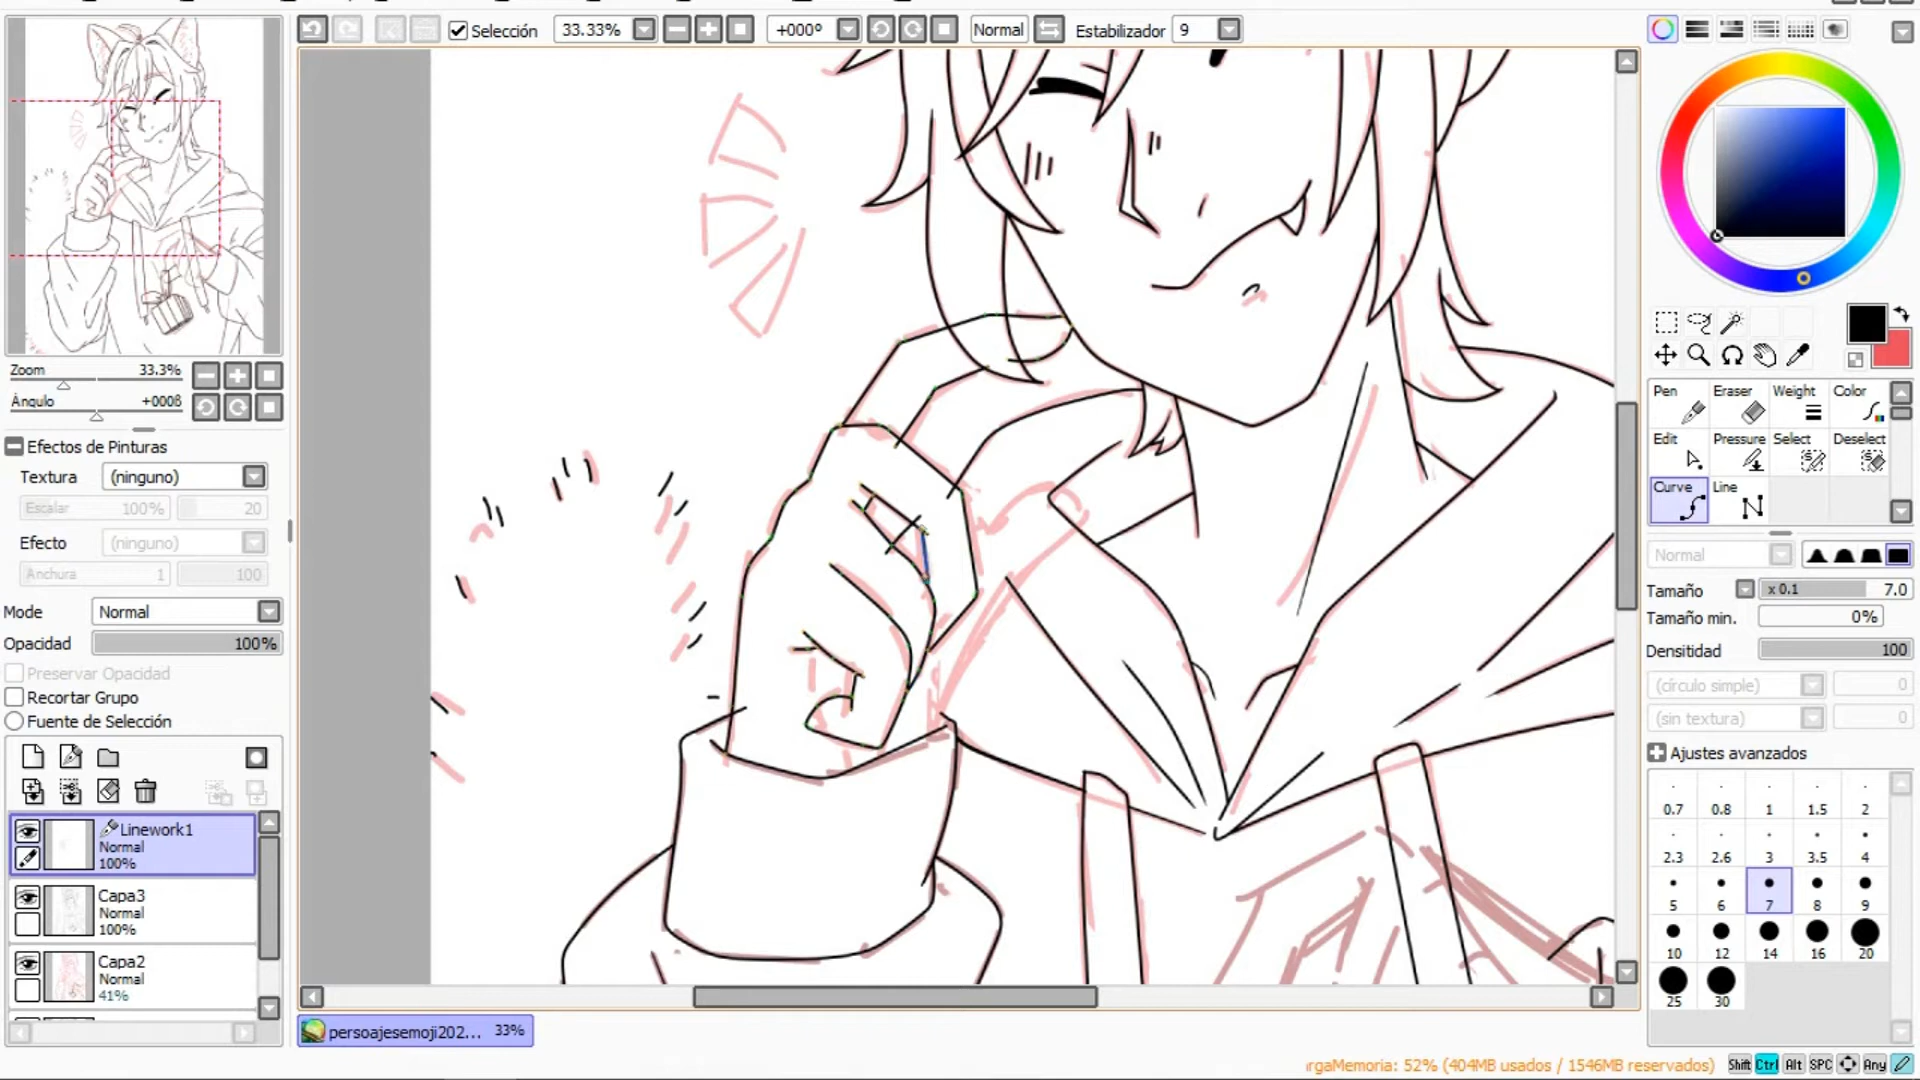 Selección
33.33%
+000º
Normal
Estabilizador
9
Zoom
33.3%
Ángulo
+000ß
Efectos de Pinturas
Textura
(ninguno)
Escalar
100%
20
Efecto
(ninguno)
Anchura
1
100
Mode
Normal
Opacidad
100%
Preservar Opacidad
Recortar Grupo
Fuente de Selección
Linework1
Normal
100%
Capa3
Normal
100%
Capa2
Normal
41%
persoajesemoji202...
33%
Pen
Eraser
Weight
Color
Edit
Pressure
Select
Deselect
Curve
Line
Normal
Tamaño
x 0.1
7.0
Tamaño min.
0%
Densitidad
100
(círculo simple)
0
(sin textura)
0
Ajustes avanzados
0.7 0.8 1 1.5 2
2.3 2.6 3 3.5 4
5 6 7 8 9
10 12 14 16 20
25 30
ırgaMemoria: 52% (404MB usados / 1546MB reservados)
Shift Ctrl Alt SPC Any